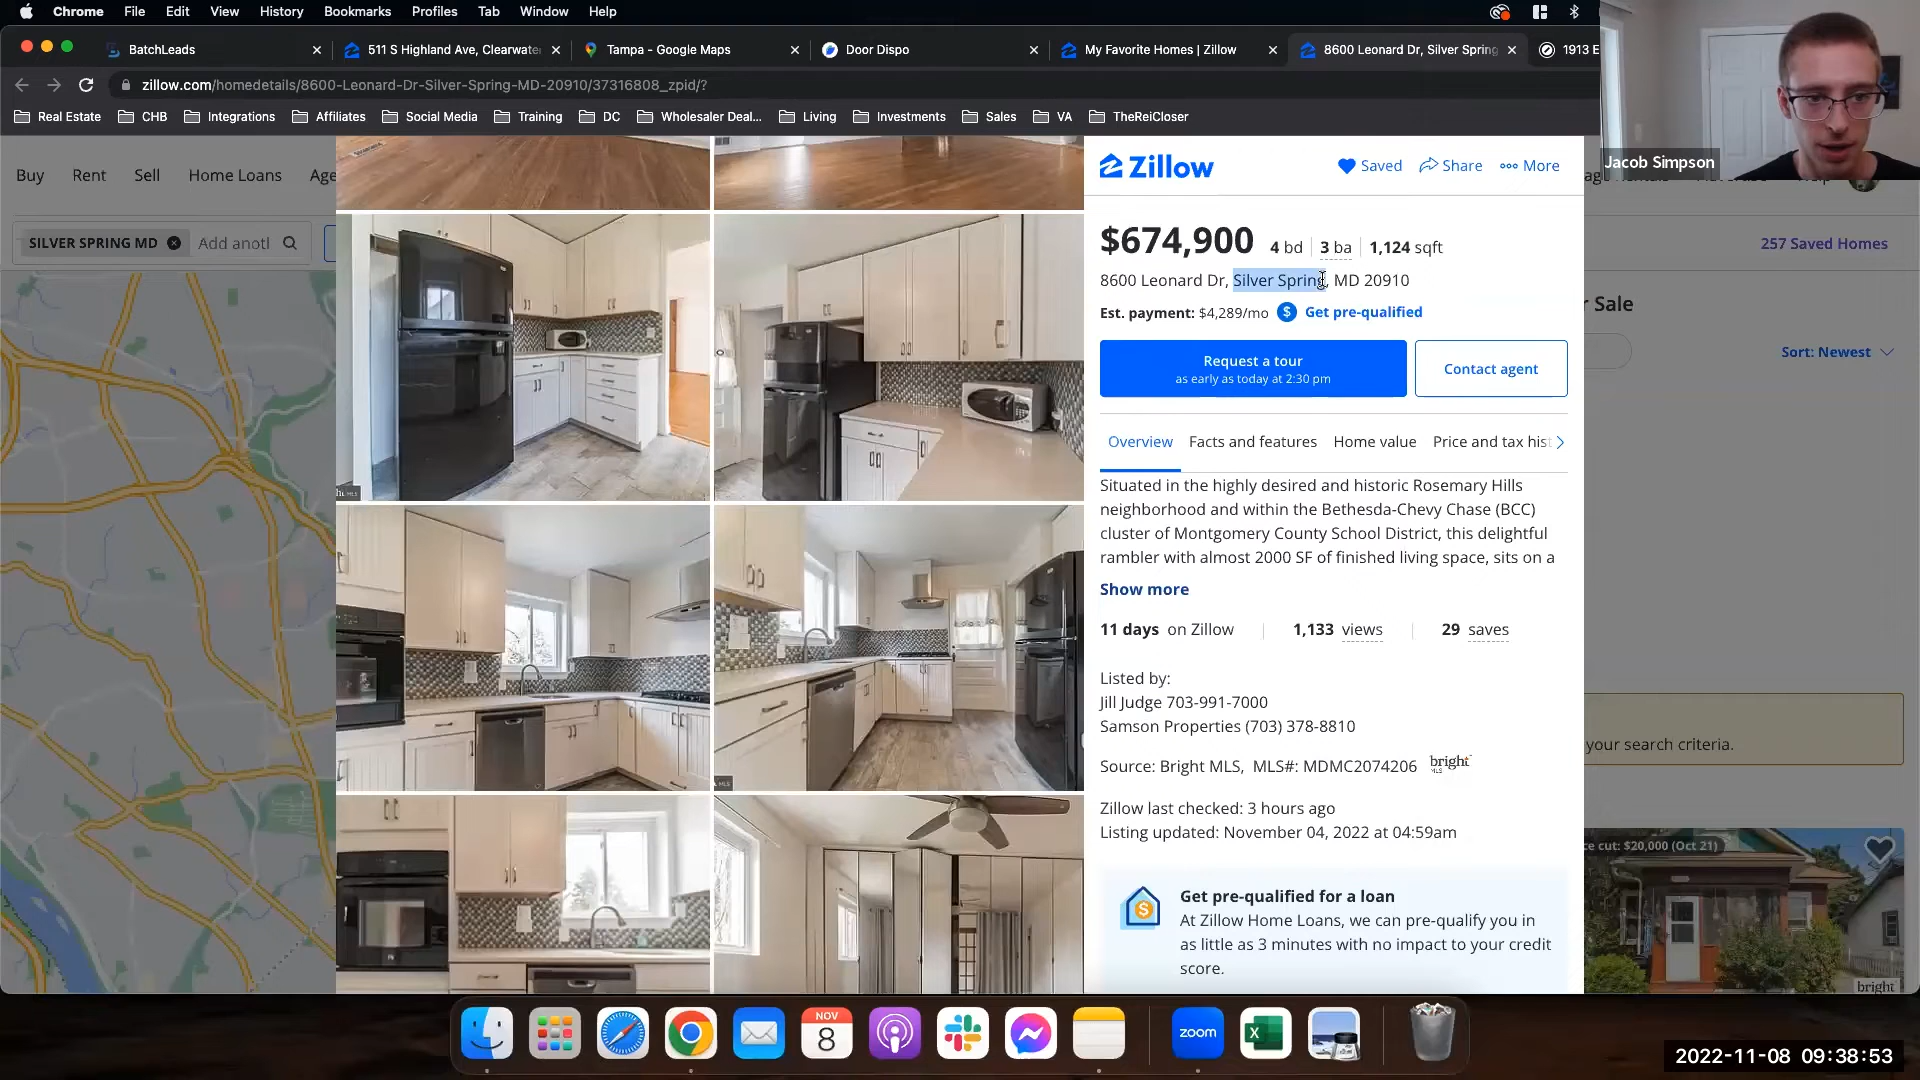 Chrome File Edit View History Bookmarks Profiles Tab Window Help
BatchLeads
511 S Highland Ave, Clearwate
Tampa - Google Maps
Door Dispo
My Favorite Homes | Zillow
8600 Leonard Dr, Silver Spring
1913 E
zillow.com/homedetails/8600-Leonard-Dr-Silver-Spring-MD-20910/37316808_zpid/?
Real Estate CHB Integrations Affiliates Social Media Training DC Wholesaler Deal... Living Investments Sales VA TheReiCloser
Jacob Simpson
Buy Rent Sell Home Loans Age
Zillow
Saved Share More
SILVER SPRING MD
Add anotl
257 Saved Homes
$674,900 4 bd 3 ba 1,124 sqft
8600 Leonard Dr, Silver Spring, MD 20910
r Sale
Est. payment: $4,289/mo $ Get pre-qualified
Sort: Newest
Request a tour
as early as today at 2:30 pm
Contact agent
Overview Facts and features Home value Price and tax hist
Situated in the highly desired and historic Rosemary Hills
neighborhood and within the Bethesda-Chevy Chase (BCC)
cluster of Montgomery County School District, this delightful
rambler with almost 2000 SF of finished living space, sits on a
Show more
11 days on Zillow 1,133 views 29 saves
Listed by:
Jill Judge 703-991-7000
Samson Properties (703) 378-8810
your search criteria.
Source: Bright MLS, MLS#: MDMC2074206 bright MLS
Zillow last checked: 3 hours ago
Listing updated: November 04, 2022 at 04:59am
ce cut: $20,000 (Oct 21)
Get pre-qualified for a loan
At Zillow Home Loans, we can pre-qualify you in
as little as 3 minutes with no impact to your credit
score.
bright
NOV
8
zoom
2022-11-08 09:38:53